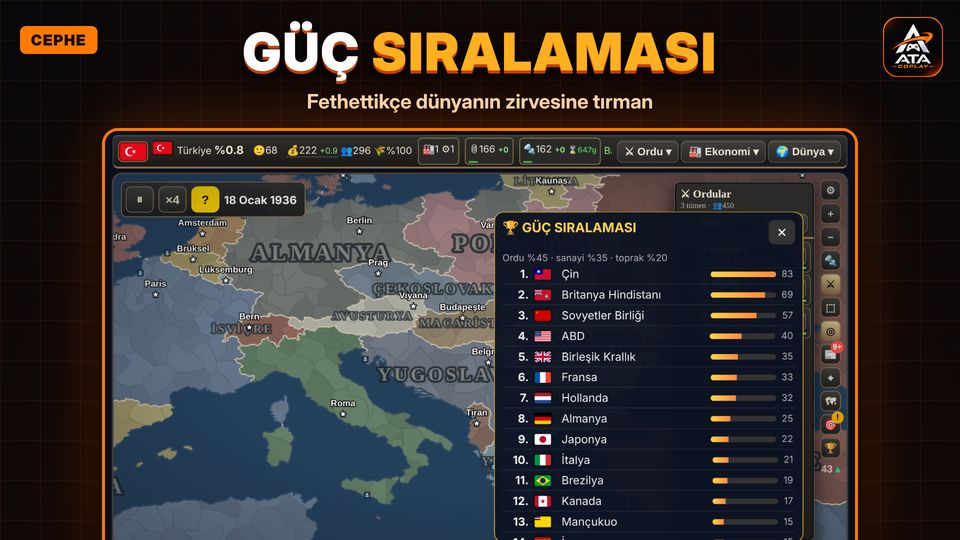 CEPHE
GÜÇ SIRALAMASI
ATA
COPLAY
Fethettikçe dünyanın zirvesine tırman
Türkiye %0.8
68
222 +0.9
296
%100
1 1
166 +0
162 +0 647g
Ordu ▾
Ekonomi ▾
Dünya ▾
x4
?
18 Ocak 1936
Ordular
3 tümen · 450
Kaunas
Amsterdam
Berlin
Brüksel
ALMANYA
Lüksemburg
Prag
ÇEKOSLOVAK
Paris
Viyana
Budapeşte
Bern
İSVİÇRE
AVUSTURYA
MACARİST
YUGOSLAV
Roma
Tiran
GÜÇ SIRALAMASI
Ordu %45 · sanayi %35 · toprak %20
1. Çin 83
2. Britanya Hindistanı 69
3. Sovyetler Birliği 57
4. ABD 40
5. Birleşik Krallık 35
6. Fransa 33
7. Hollanda 32
8. Almanya 25
9. Japonya 22
10. İtalya 21
11. Brezilya 19
12. Kanada 17
13. Mançukuo 15
9+
43